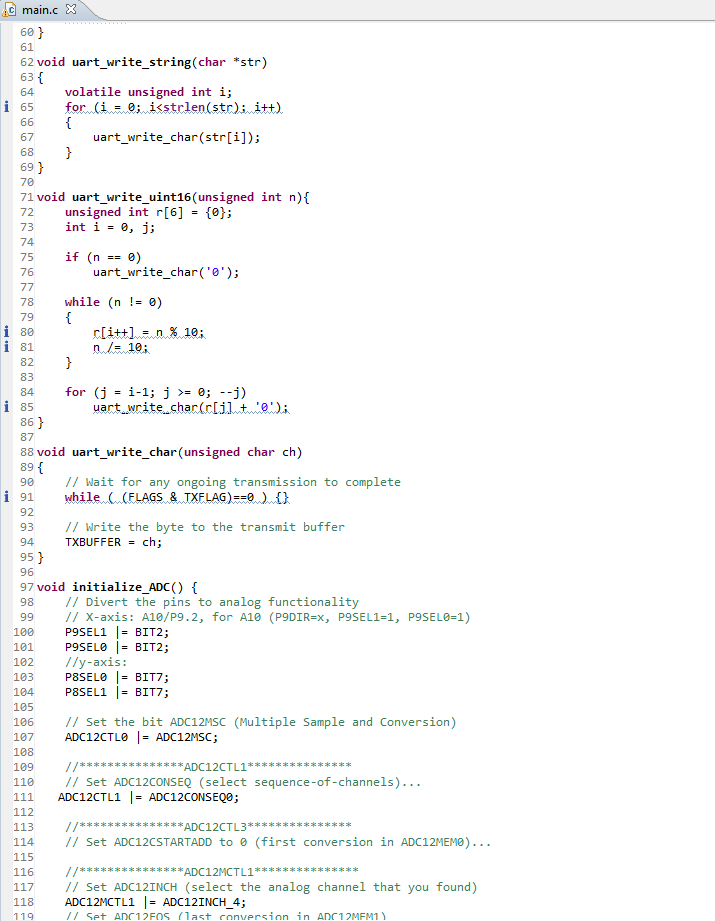 main.c
60 }
61
62 void uart_write_string(char *str)
63 {
64     volatile unsigned int i;
65     for (i = 0; i<strlen(str); i++)
66     {
67         uart_write_char(str[i]);
68     }
69 }
70
71 void uart_write_uint16(unsigned int n){
72     unsigned int r[6] = {0};
73     int i = 0, j;
74
75     if (n == 0)
76         uart_write_char('0');
77
78     while (n != 0)
79     {
80         r[i++] = n % 10;
81         n /= 10;
82     }
83
84     for (j = i-1; j >= 0; --j)
85         uart_write_char(r[j] + '0');
86 }
87
88 void uart_write_char(unsigned char ch)
89 {
90     // Wait for any ongoing transmission to complete
91     while ( (FLAGS & TXFLAG)==0 ) {}
92
93     // Write the byte to the transmit buffer
94     TXBUFFER = ch;
95 }
96
97 void initialize_ADC() {
98     // Divert the pins to analog functionality
99     // X-axis: A10/P9.2, for A10 (P9DIR=x, P9SEL1=1, P9SEL0=1)
100     P9SEL1 |= BIT2;
101     P9SEL0 |= BIT2;
102     //y-axis:
103     P8SEL0 |= BIT7;
104     P8SEL1 |= BIT7;
105
106     // Set the bit ADC12MSC (Multiple Sample and Conversion)
107     ADC12CTL0 |= ADC12MSC;
108
109     //***************ADC12CTL1***************
110     // Set ADC12CONSEQ (select sequence-of-channels)...
111    ADC12CTL1 |= ADC12CONSEQ0;
112
113     //***************ADC12CTL3***************
114     // Set ADC12CSTARTADD to 0 (first conversion in ADC12MEM0)...
115
116     //***************ADC12MCTL1***************
117     // Set ADC12INCH (select the analog channel that you found)
118     ADC12MCTL1 |= ADC12INCH_4;
119     // Set ADC12EOS (last conversion in ADC12MEM1)